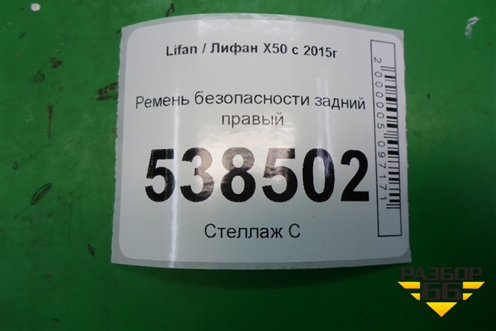 Lifan / Лифан X50 с 2015г
Ремень безопасности задний
правый
538502
Стеллаж С
2000005097171
РАЗБОР
66